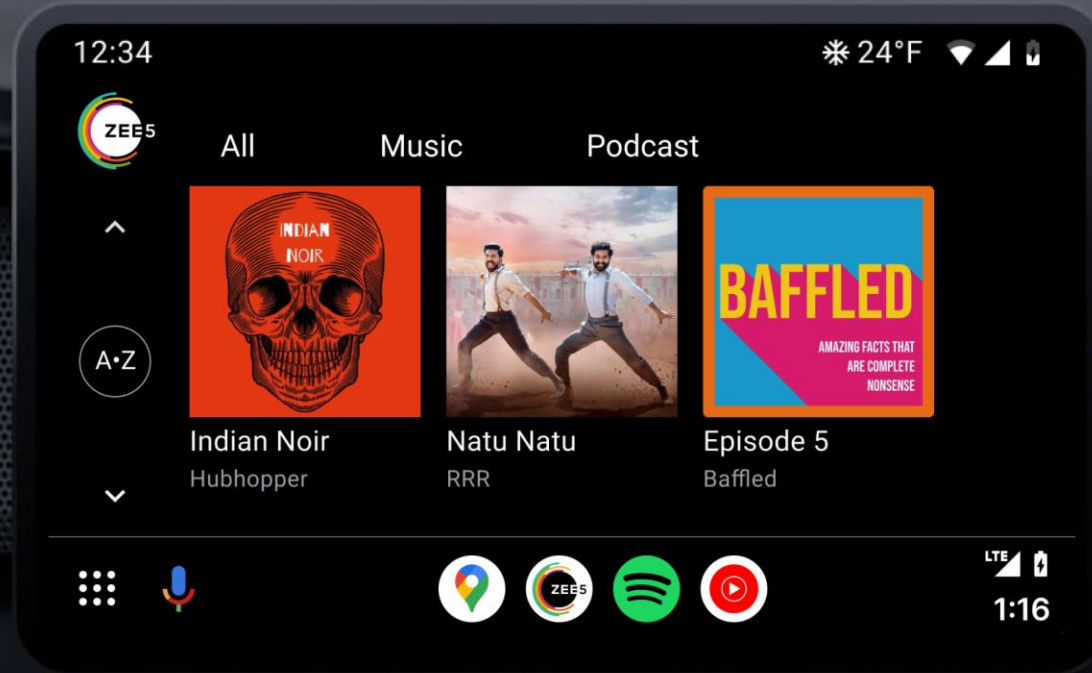 12:34
24°F
ZEE5
All
Music
Podcast
INDIAN
NOIR
BAFFLED
AMAZING FACTS THAT
ARE COMPLETE
NONSENSE
A•Z
Indian Noir
Natu Natu
Episode 5
Hubhopper
RRR
Baffled
ZEE5
LTE
1:16